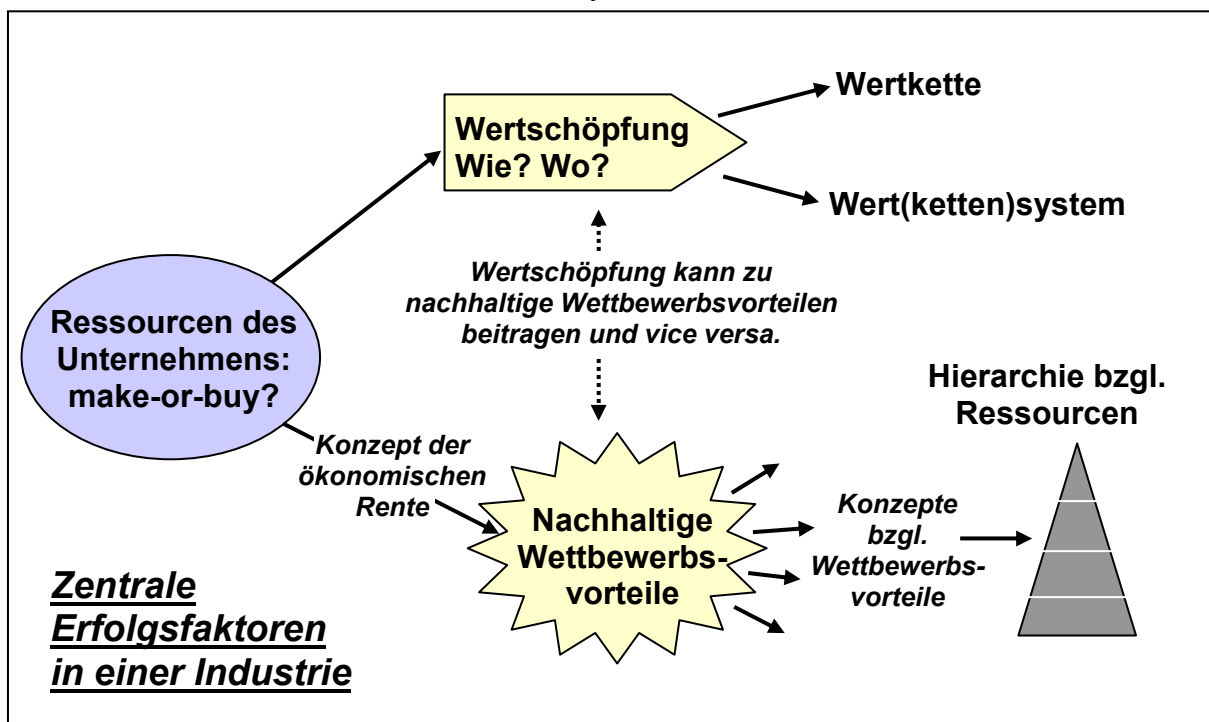 Wertkette
Wertschöpfung
Wie? Wo?
Wert(ketten)system
Wertschöpfung kann zu
nachhaltige Wettbewerbsvorteilen
beitragen und vice versa.
Ressourcen des
Unternehmens:
make-or-buy?
Hierarchie bzgl.
Ressourcen
Konzept der
ökonomischen
Rente
Nachhaltige
Wettbewerbs-
vorteile
Konzepte
bzgl.
Wettbewerbs-
vorteile
Zentrale
Erfolgsfaktoren
in einer Industrie